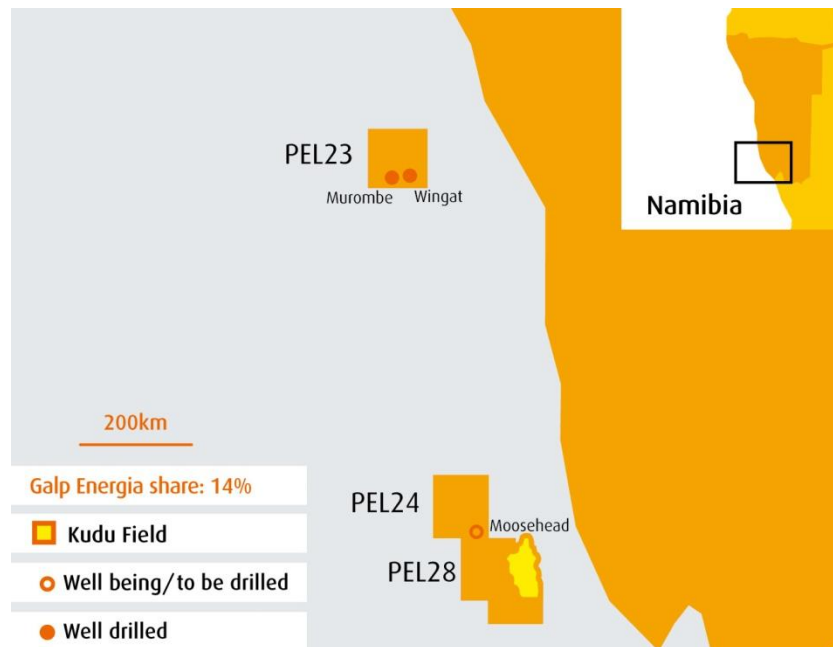 PEL23
Murombe
Wingat
Namibia
200km
Galp Energia share: 14%
Kudu Field
Well being/to be drilled
Well drilled
PEL24
Moosehead
PEL28